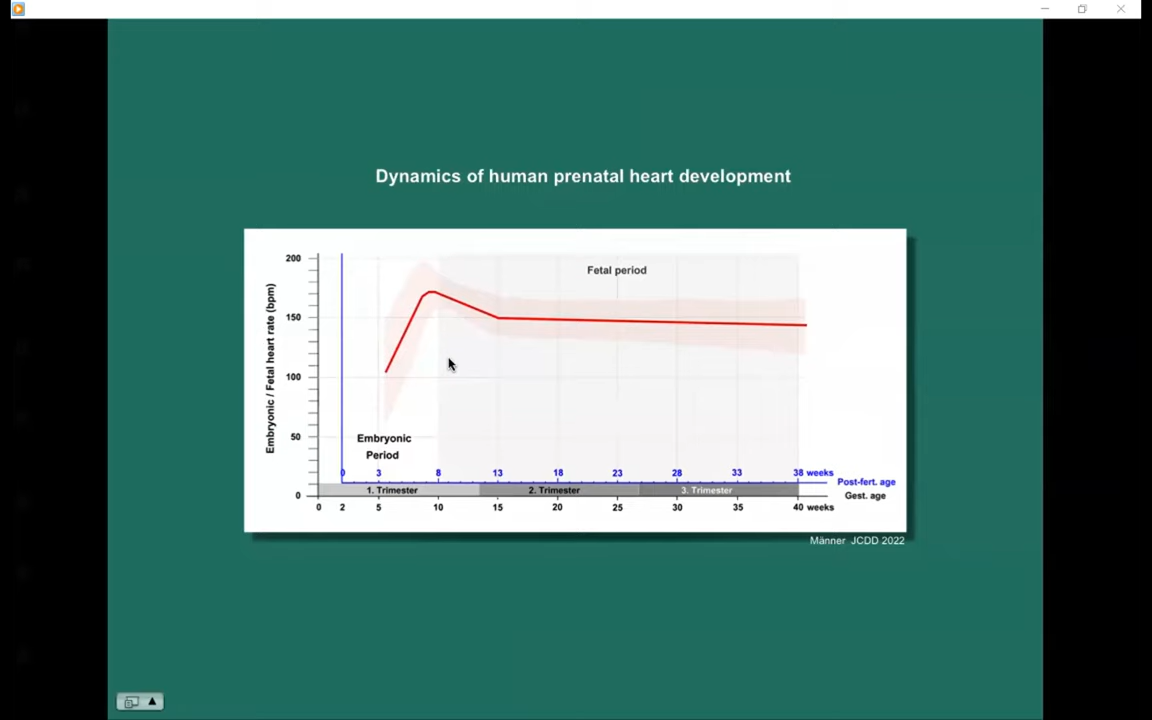 Dynamics of human prenatal heart development
200
150
100
50
0
Embryonic / Fetal heart rate (bpm)
Fetal period
Embryonic
Period
0 3 8 13 18 23 28 33 38 weeks
Post-fert. age
1. Trimester 2. Trimester 3. Trimester
Gest. age
0 2 5 10 15 20 25 30 35 40 weeks
Männer JCDD 2022